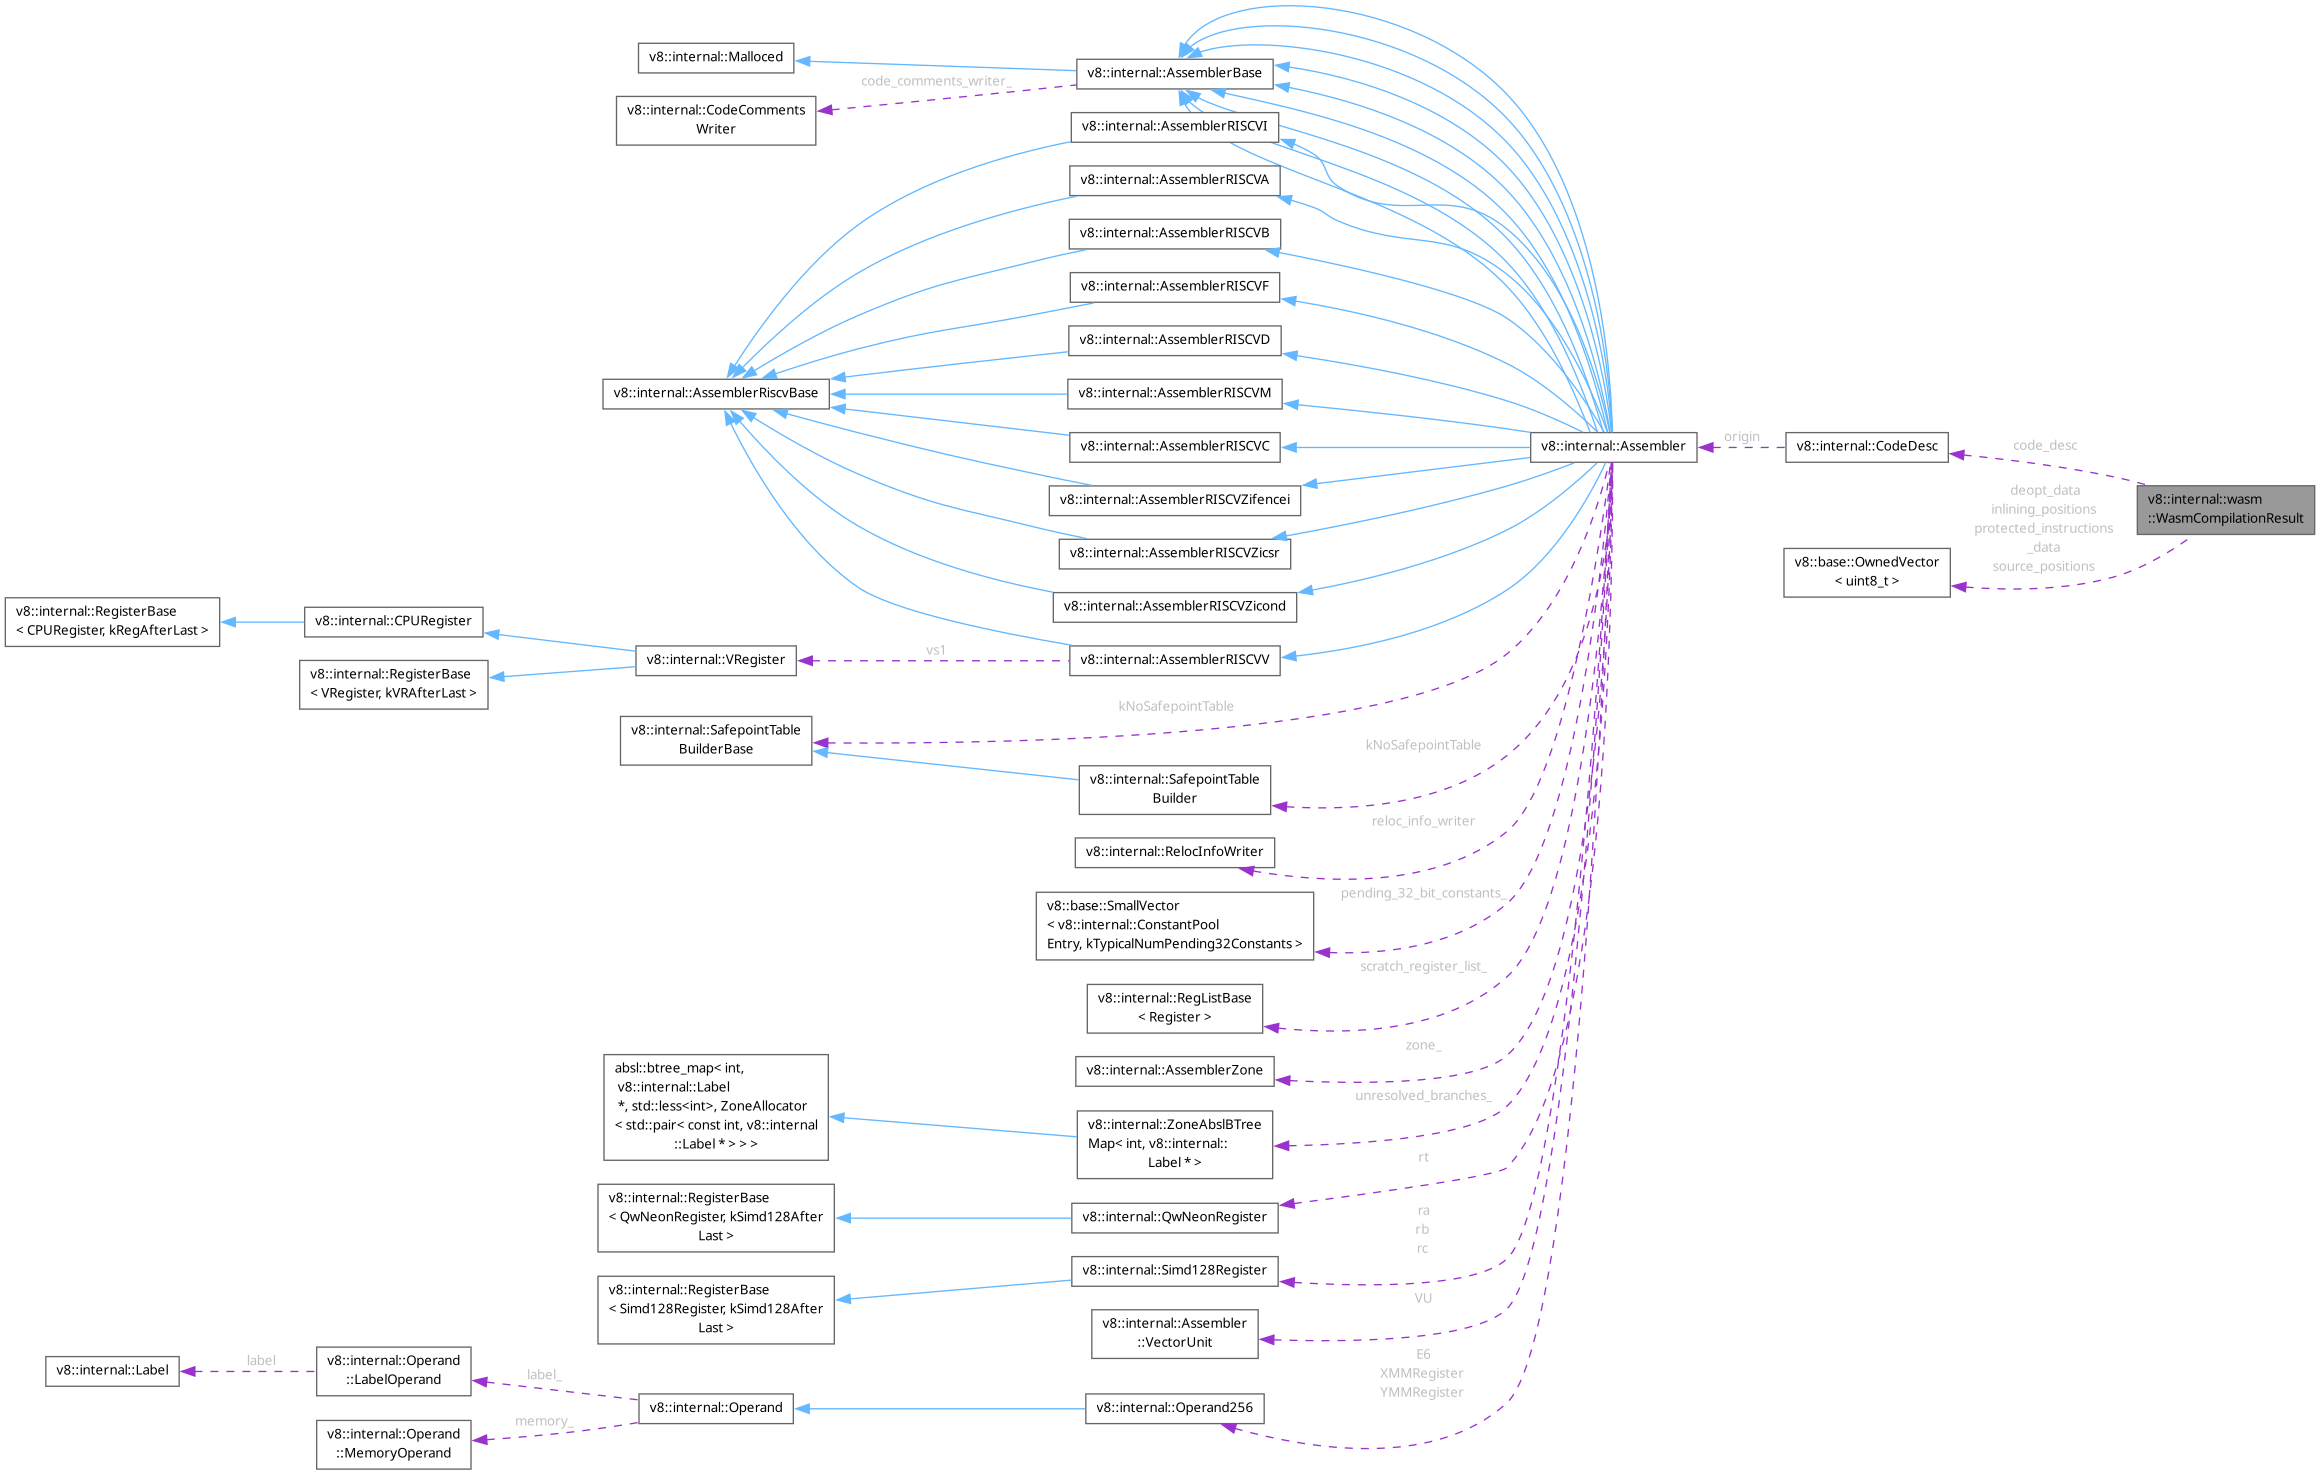 v8::internal::Malloced
v8::internal::AssemblerBase
code_comments_writer_
v8::internal::CodeComments
Writer
v8::internal::AssemblerRISCVI
v8::internal::AssemblerRISCVA
v8::internal::AssemblerRISCVB
v8::internal::AssemblerRISCVF
v8::internal::AssemblerRISCVD
v8::internal::AssemblerRiscvBase
v8::internal::AssemblerRISCVM
v8::internal::AssemblerRISCVC
v8::internal::Assembler
origin
v8::internal::CodeDesc
code_desc
v8::internal::wasm
::WasmCompilationResult
deopt_data
inlining_positions
protected_instructions
_data
source_positions
v8::base::OwnedVector
< uint8_t >
v8::internal::AssemblerRISCVZifencei
v8::internal::AssemblerRISCVZicsr
v8::internal::AssemblerRISCVZicond
v8::internal::RegisterBase
< CPURegister, kRegAfterLast >
v8::internal::CPURegister
v8::internal::VRegister
vs1
v8::internal::AssemblerRISCVV
v8::internal::RegisterBase
< VRegister, kVRAfterLast >
v8::internal::SafepointTable
BuilderBase
kNoSafepointTable
kNoSafepointTable
v8::internal::SafepointTable
Builder
reloc_info_writer
v8::internal::RelocInfoWriter
pending_32_bit_constants_
v8::base::SmallVector
< v8::internal::ConstantPool
Entry, kTypicalNumPending32Constants >
scratch_register_list_
v8::internal::RegListBase
< Register >
zone_
v8::internal::AssemblerZone
absl::btree_map< int,
v8::internal::Label
*, std::less<int>, ZoneAllocator
< std::pair< const int, v8::internal
::Label * > > >
unresolved_branches_
v8::internal::ZoneAbslBTree
Map< int, v8::internal::
Label * >
rt
v8::internal::RegisterBase
< QwNeonRegister, kSimd128After
Last >
v8::internal::QwNeonRegister
ra
rb
rc
v8::internal::Simd128Register
v8::internal::RegisterBase
< Simd128Register, kSimd128After
Last >
VU
v8::internal::Assembler
::VectorUnit
E6
XMMRegister
YMMRegister
v8::internal::Label
label
v8::internal::Operand
::LabelOperand
label_
v8::internal::Operand
v8::internal::Operand256
memory_
v8::internal::Operand
::MemoryOperand